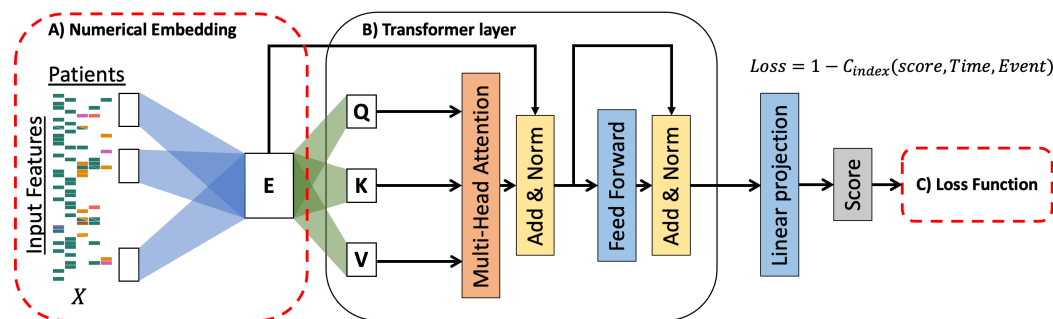 A) Numerical Embedding
B) Transformer layer
Patients
Input Features
X
E
Q
K
V
Multi-Head Attention
Add & Norm
Feed Forward
Add & Norm
Linear projection
Score
C) Loss Function
Loss = 1 − C_index(score, Time, Event)